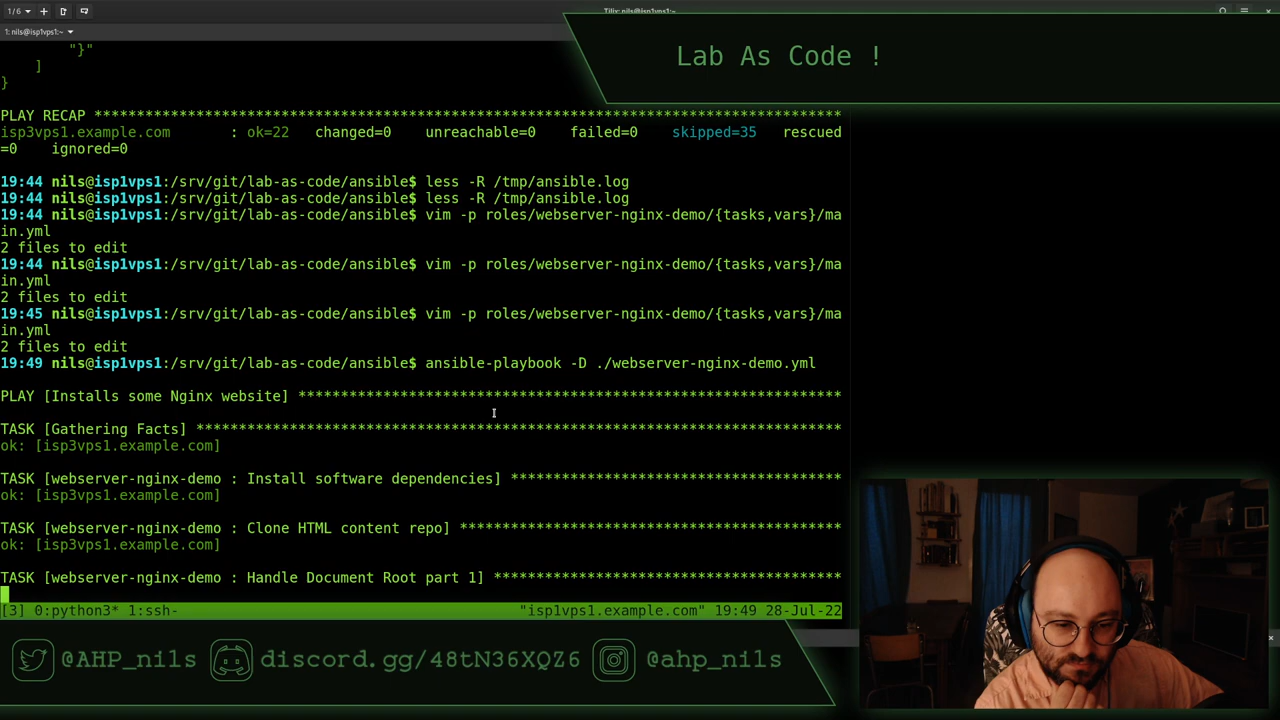 1/6
Tilix: nils@isp1vps1:~
1: nils@isp1vps1:~
Lab As Code !
"}"
]
}
PLAY RECAP *****************************************************************************************
isp3vps1.example.com : ok=22 changed=0 unreachable=0 failed=0 skipped=35 rescued
=0 ignored=0
19:44 nils@isp1vps1:/srv/git/lab-as-code/ansible$ less -R /tmp/ansible.log
19:44 nils@isp1vps1:/srv/git/lab-as-code/ansible$ less -R /tmp/ansible.log
19:44 nils@isp1vps1:/srv/git/lab-as-code/ansible$ vim -p roles/webserver-nginx-demo/{tasks,vars}/ma
in.yml
2 files to edit
19:44 nils@isp1vps1:/srv/git/lab-as-code/ansible$ vim -p roles/webserver-nginx-demo/{tasks,vars}/ma
in.yml
2 files to edit
19:45 nils@isp1vps1:/srv/git/lab-as-code/ansible$ vim -p roles/webserver-nginx-demo/{tasks,vars}/ma
in.yml
2 files to edit
19:49 nils@isp1vps1:/srv/git/lab-as-code/ansible$ ansible-playbook -D ./webserver-nginx-demo.yml
PLAY [Installs some Nginx website] ****************************************************************
TASK [Gathering Facts] ****************************************************************************
ok: [isp3vps1.example.com]
TASK [webserver-nginx-demo : Install software dependencies] ***************************************
ok: [isp3vps1.example.com]
TASK [webserver-nginx-demo : Clone HTML content repo] *********************************************
ok: [isp3vps1.example.com]
TASK [webserver-nginx-demo : Handle Document Root part 1] *****************************************
[3] 0:python3* 1:ssh- "isp1vps1.example.com" 19:49 28-Jul-22
@AHP_nils
discord.gg/48tN36XQZ6
@ahp_nils